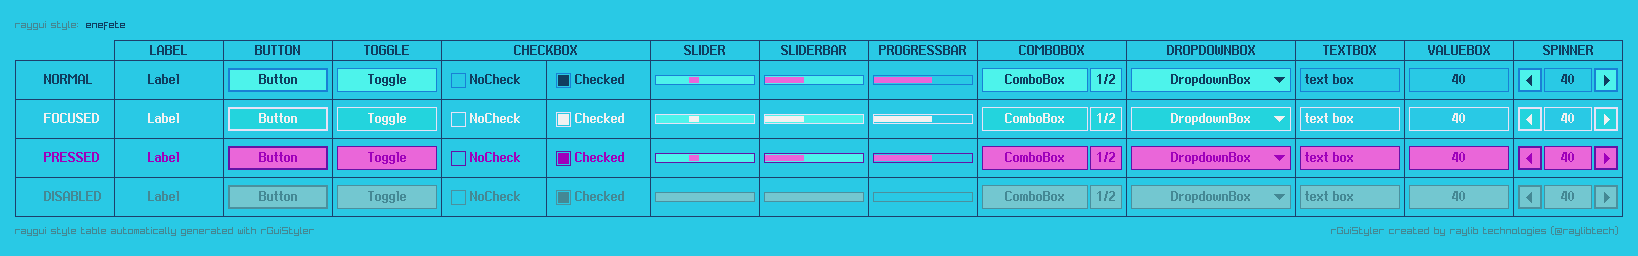 raygui style: enefete
LABEL BUTTON TOGGLE CHECKBOX SLIDER SLIDERBAR PROGRESSBAR COMBOBOX DROPDOWNBOX TEXTBOX VALUEBOX SPINNER
NORMAL Label Button Toggle NoCheck Checked ComboBox 1/2 DropdownBox text box 40 40
FOCUSED Label Button Toggle NoCheck Checked ComboBox 1/2 DropdownBox text box 40 40
PRESSED Label Button Toggle NoCheck Checked ComboBox 1/2 DropdownBox text box 40 40
DISABLED Label Button Toggle NoCheck Checked ComboBox 1/2 DropdownBox text box 40 40
raygui style table automatically generated with rGuiStyler rGuiStyler created by raylib technologies (@raylibtech)